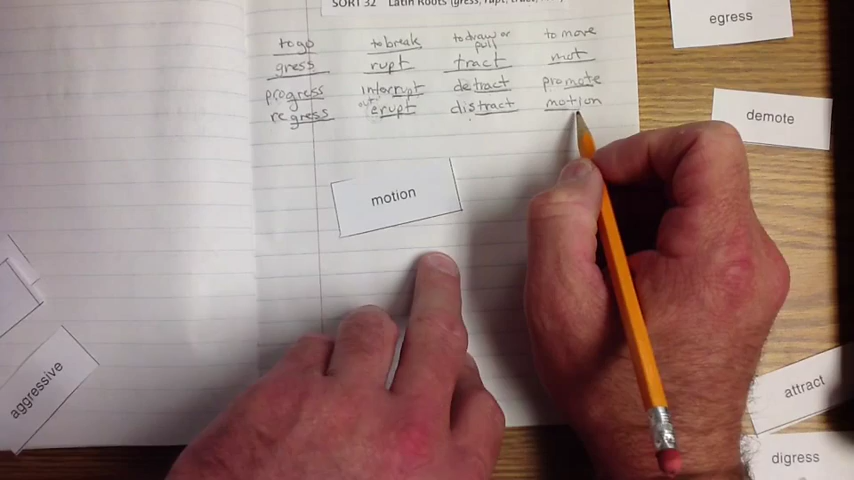 SORT 32 Latin Roots (gress, rupt, tract,
to go to break to draw or pull to move
gress rupt tract mot
progress interrupt detract promote
regress erupt distract motion
out
egress
demote
motion
aggressive
attract
digress